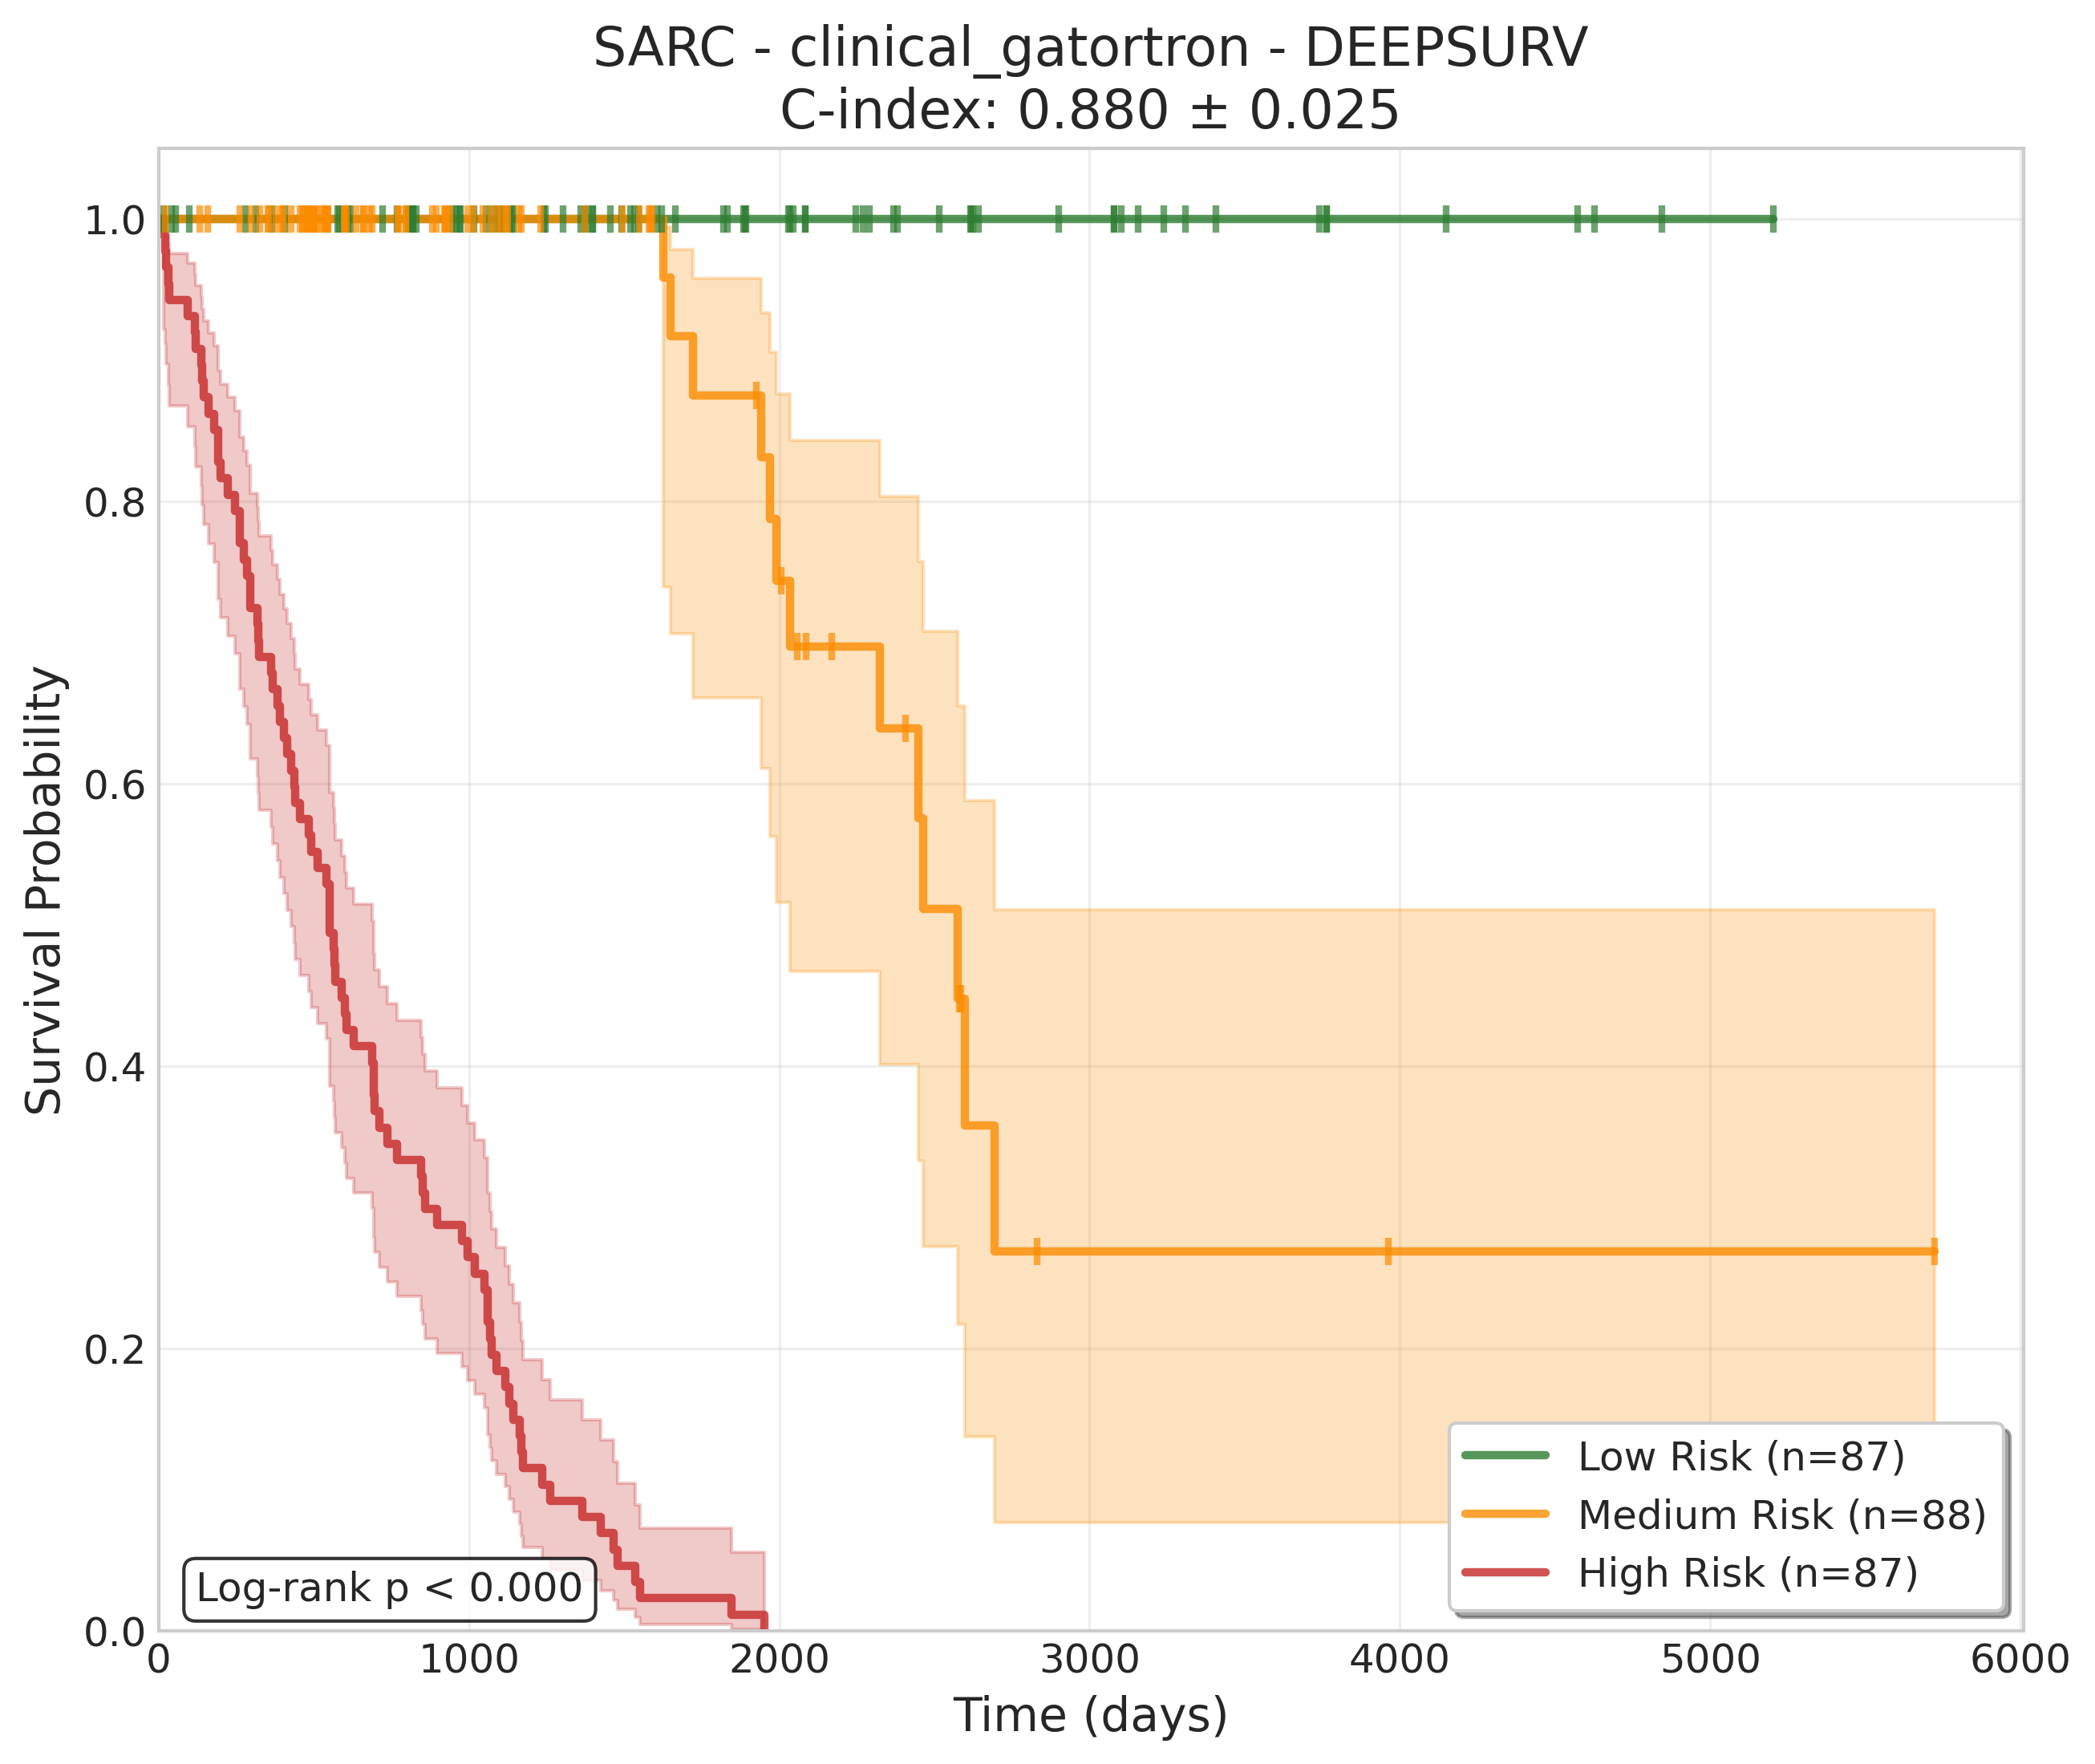 SARC - clinical_gatortron - DEEPSURV
C-index: 0.880 ± 0.025
Survival Probability
1.0
0.8
0.6
0.4
0.2
0.0
Log-rank p < 0.000
Low Risk (n=87)
Medium Risk (n=88)
High Risk (n=87)
0 1000 2000 3000 4000 5000 6000
Time (days)